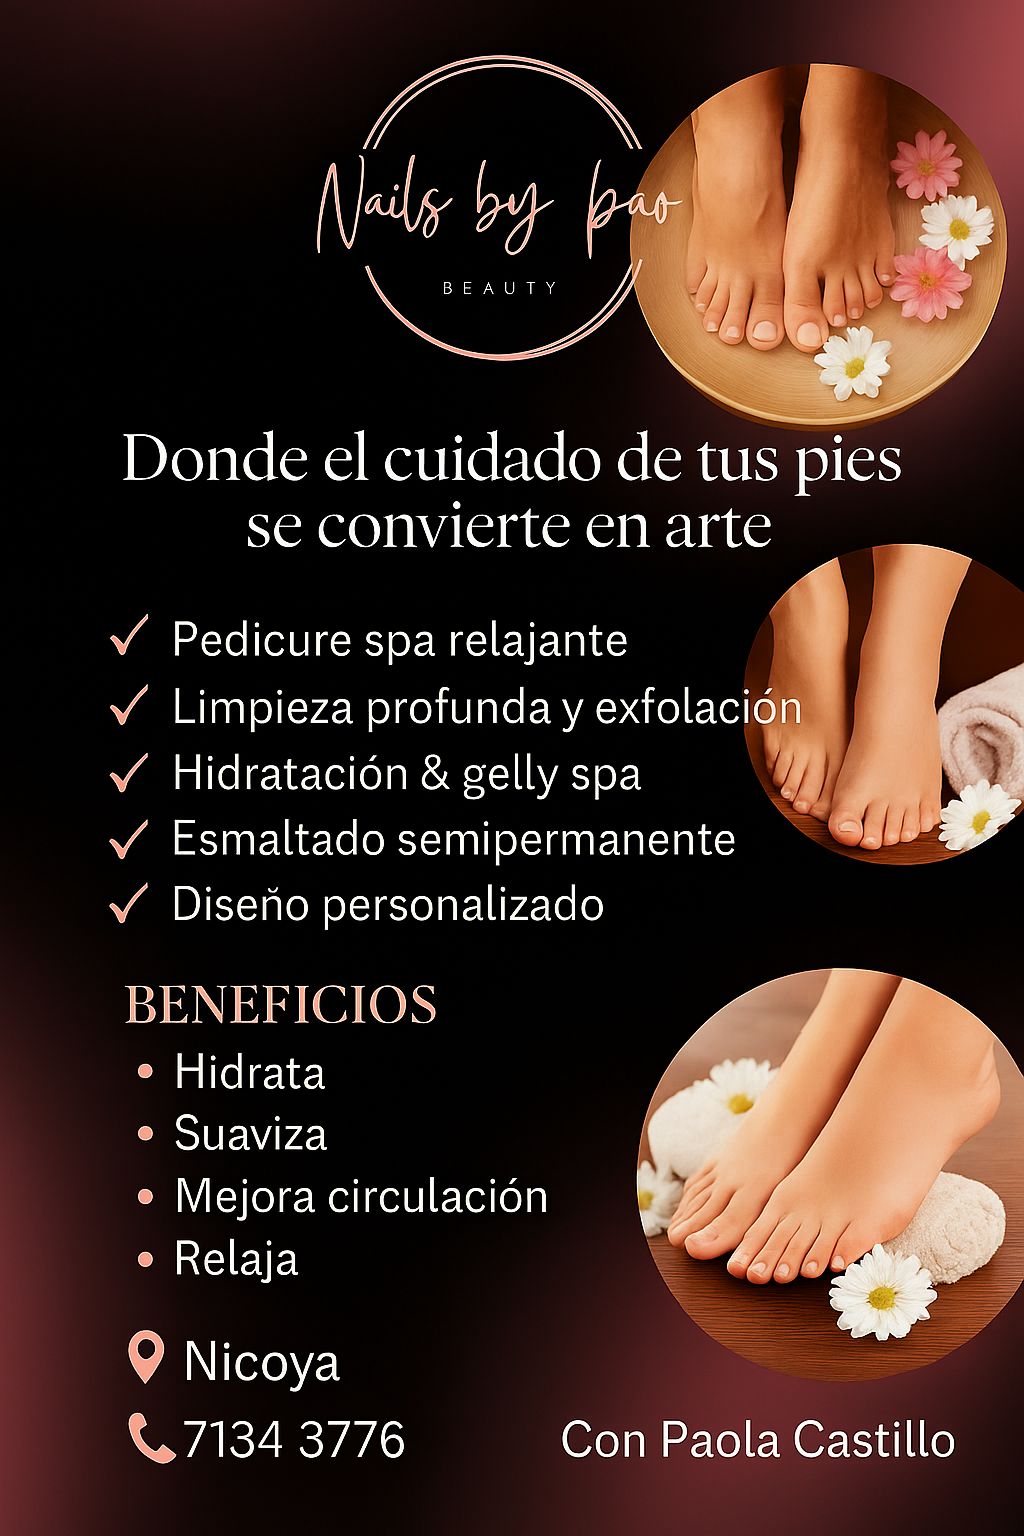 Nails by pao
BEAUTY
Donde el cuidado de tus pies
se convierte en arte
Pedicure spa relajante
Limpieza profunda y exfolación
Hidratación & gelly spa
Esmaltado semipermanente
Diseño personalizado
BENEFICIOS
Hidrata
Suaviza
Mejora circulación
Relaja
Nicoya
7134 3776
Con Paola Castillo